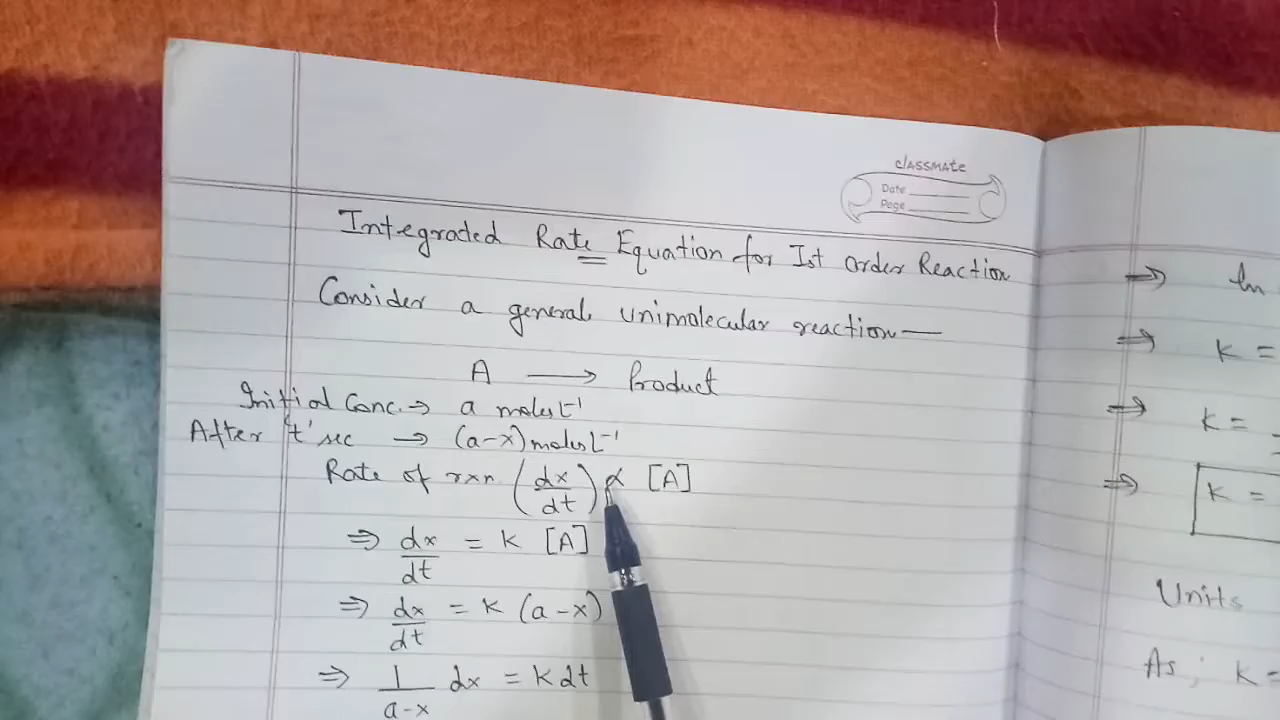 classmate
Date
Page
Integrated Rate Equation for Ist Order Reaction
Consider a general unimolecular reaction—
A ⟶ Product
Initial Conc. → a moles L⁻¹
After 't' sec → (a-x) moles L⁻¹
Rate of rxn (dx/dt) ∝ [A]
⇒ dx/dt = K [A]
⇒ dx/dt = K (a-x)
⇒ 1/(a-x) dx = K dt
⇒ ln
⇒ K =
⇒ K =
⇒ K =
Units
As; K =